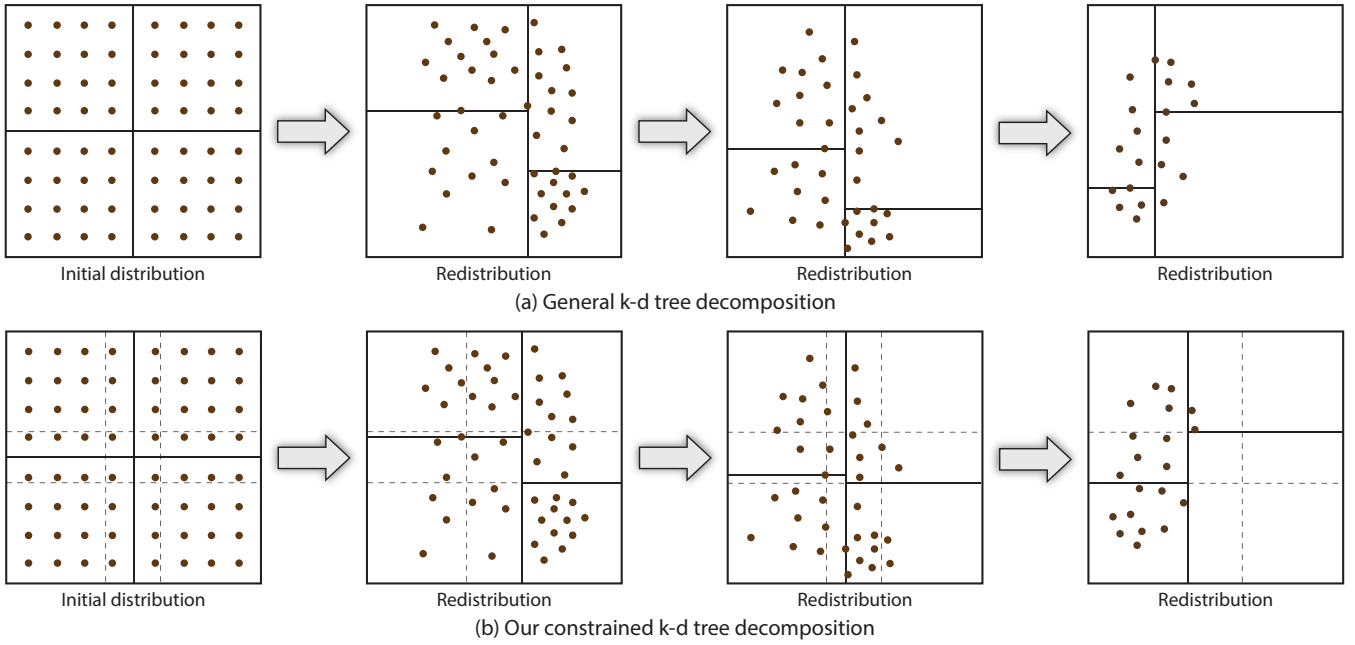 Initial distribution
Redistribution
Redistribution
Redistribution
(a) General k-d tree decomposition
Initial distribution
Redistribution
Redistribution
Redistribution
(b) Our constrained k-d tree decomposition